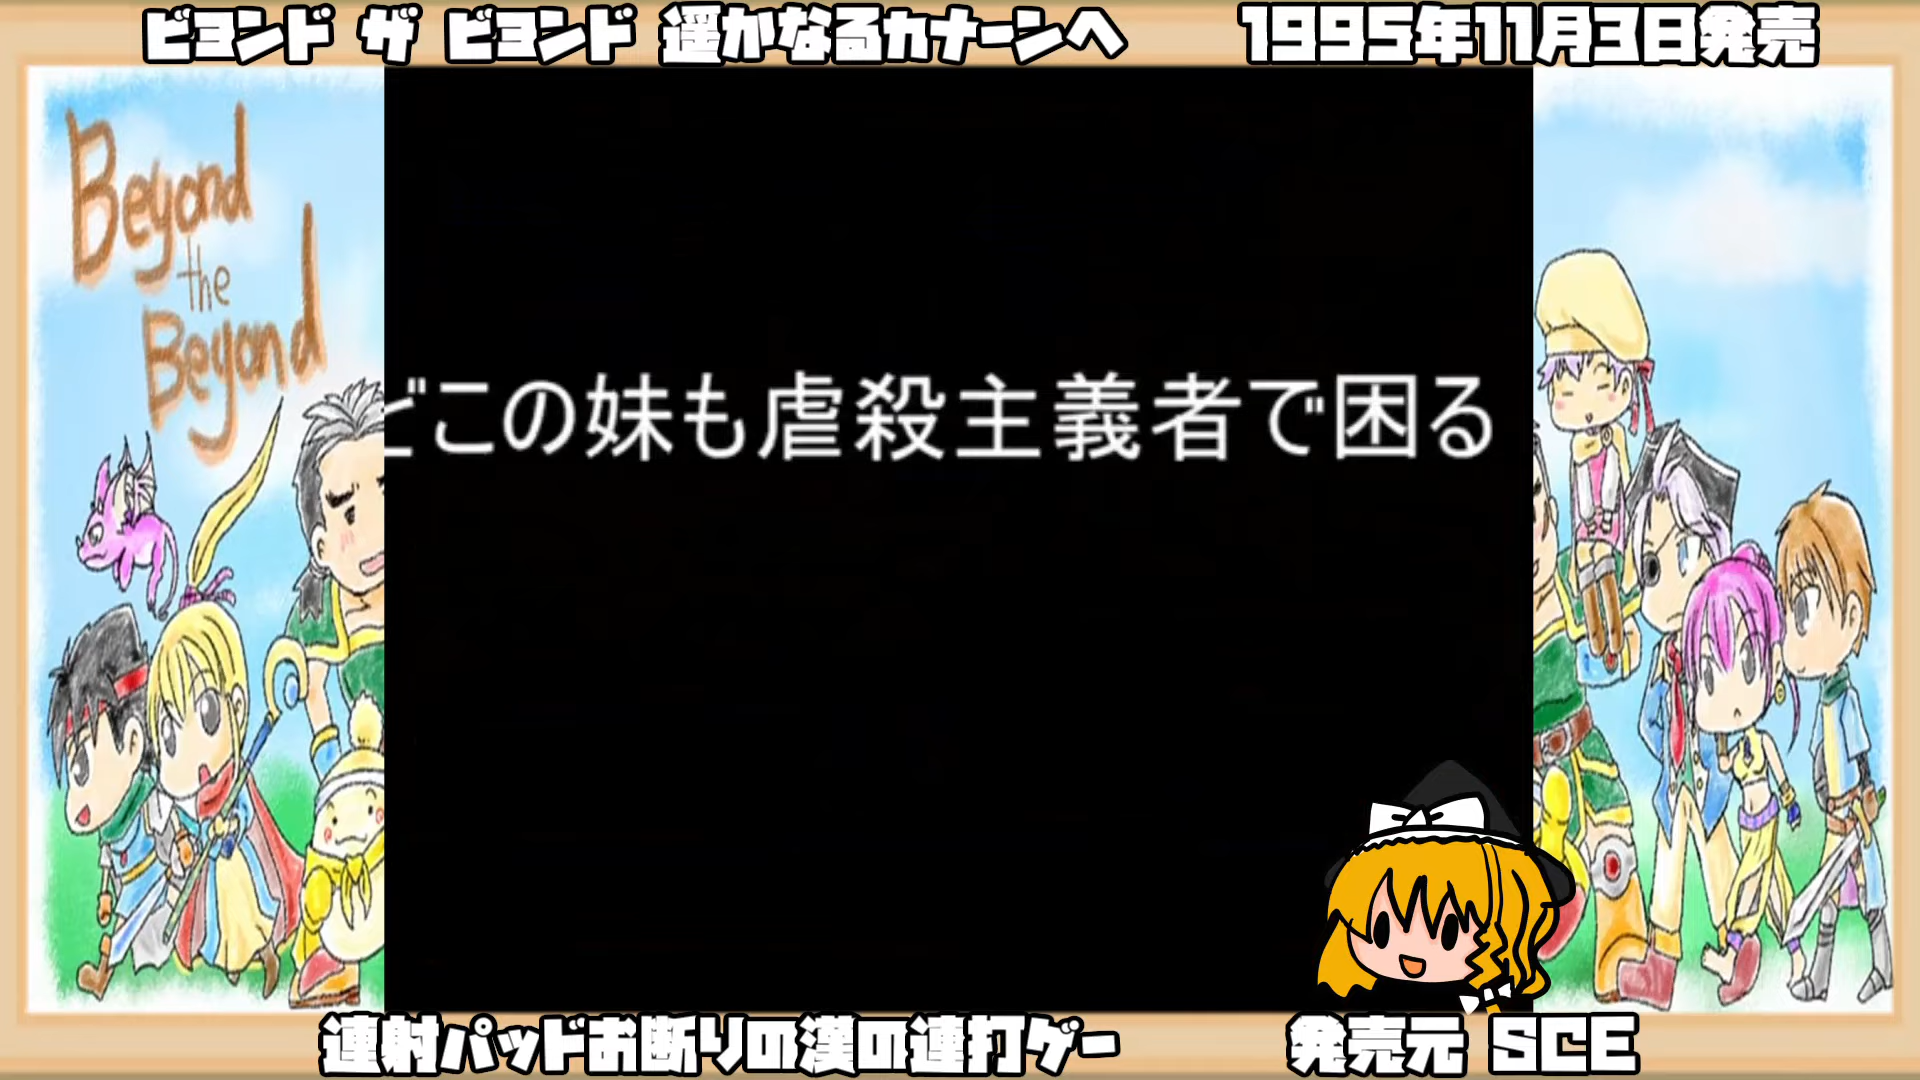 ビヨンド ザ ビヨンド 遥かなるカナーンへ 1995年11月3日発売
Beyond
the
Beyond
どこの妹も虐殺主義者で困る
連射パッドお断りの漢の連打ゲー 発売元 SCE